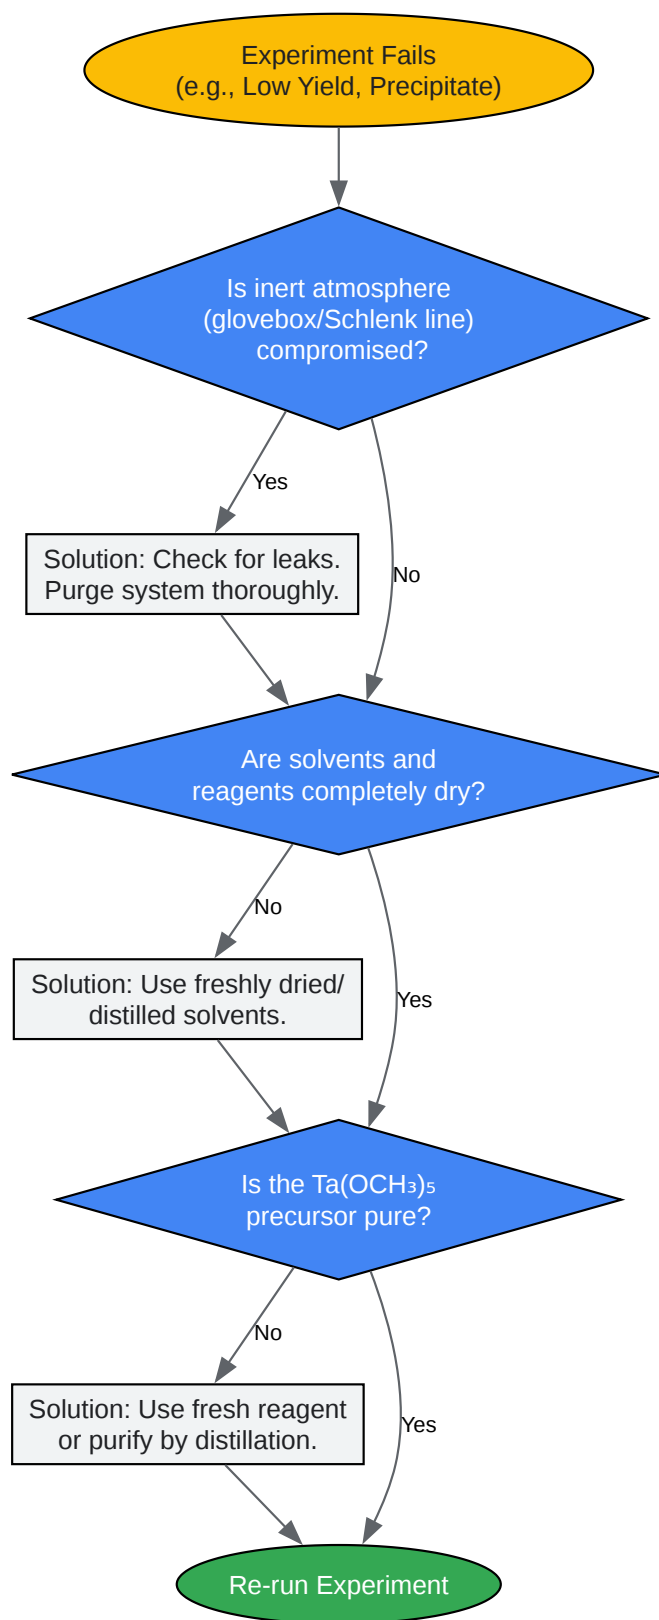 Experiment Fails
(e.g., Low Yield, Precipitate)
Is inert atmosphere
(glovebox/Schlenk line)
compromised?
Yes
Solution: Check for leaks.
Purge system thoroughly.
No
Are solvents and
reagents completely dry?
No
Solution: Use freshly dried/
distilled solvents.
Yes
Is the Ta(OCH₃)₅
precursor pure?
No
Solution: Use fresh reagent
or purify by distillation.
Yes
Re-run Experiment